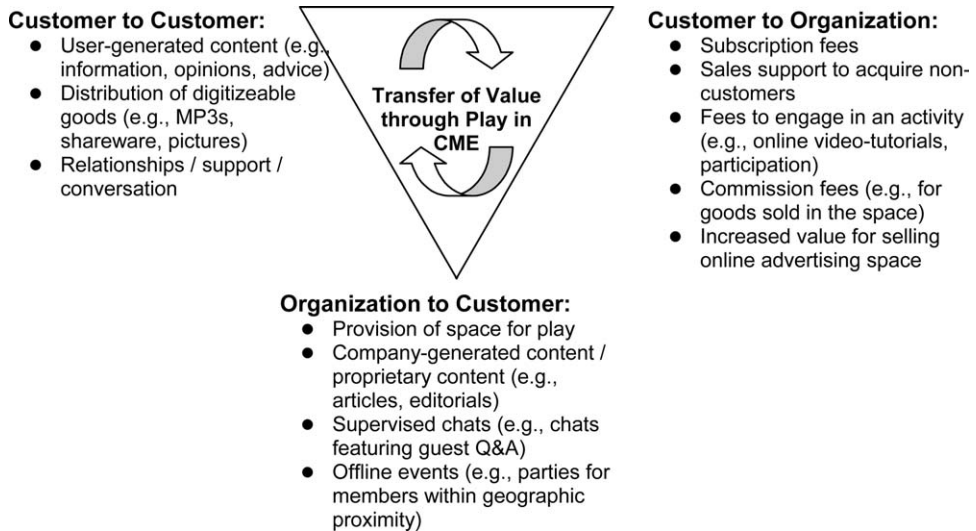 Customer to Customer:
● User-generated content (e.g.,
information, opinions, advice)
● Distribution of digitizeable
goods (e.g., MP3s,
shareware, pictures)
● Relationships / support /
conversation
Transfer of Value
through Play in
CME
Customer to Organization:
● Subscription fees
● Sales support to acquire non-
customers
● Fees to engage in an activity
(e.g., online video-tutorials,
participation)
● Commission fees (e.g., for
goods sold in the space)
● Increased value for selling
online advertising space
Organization to Customer:
● Provision of space for play
● Company-generated content /
proprietary content (e.g.,
articles, editorials)
● Supervised chats (e.g., chats
featuring guest Q&A)
● Offline events (e.g., parties for
members within geographic
proximity)